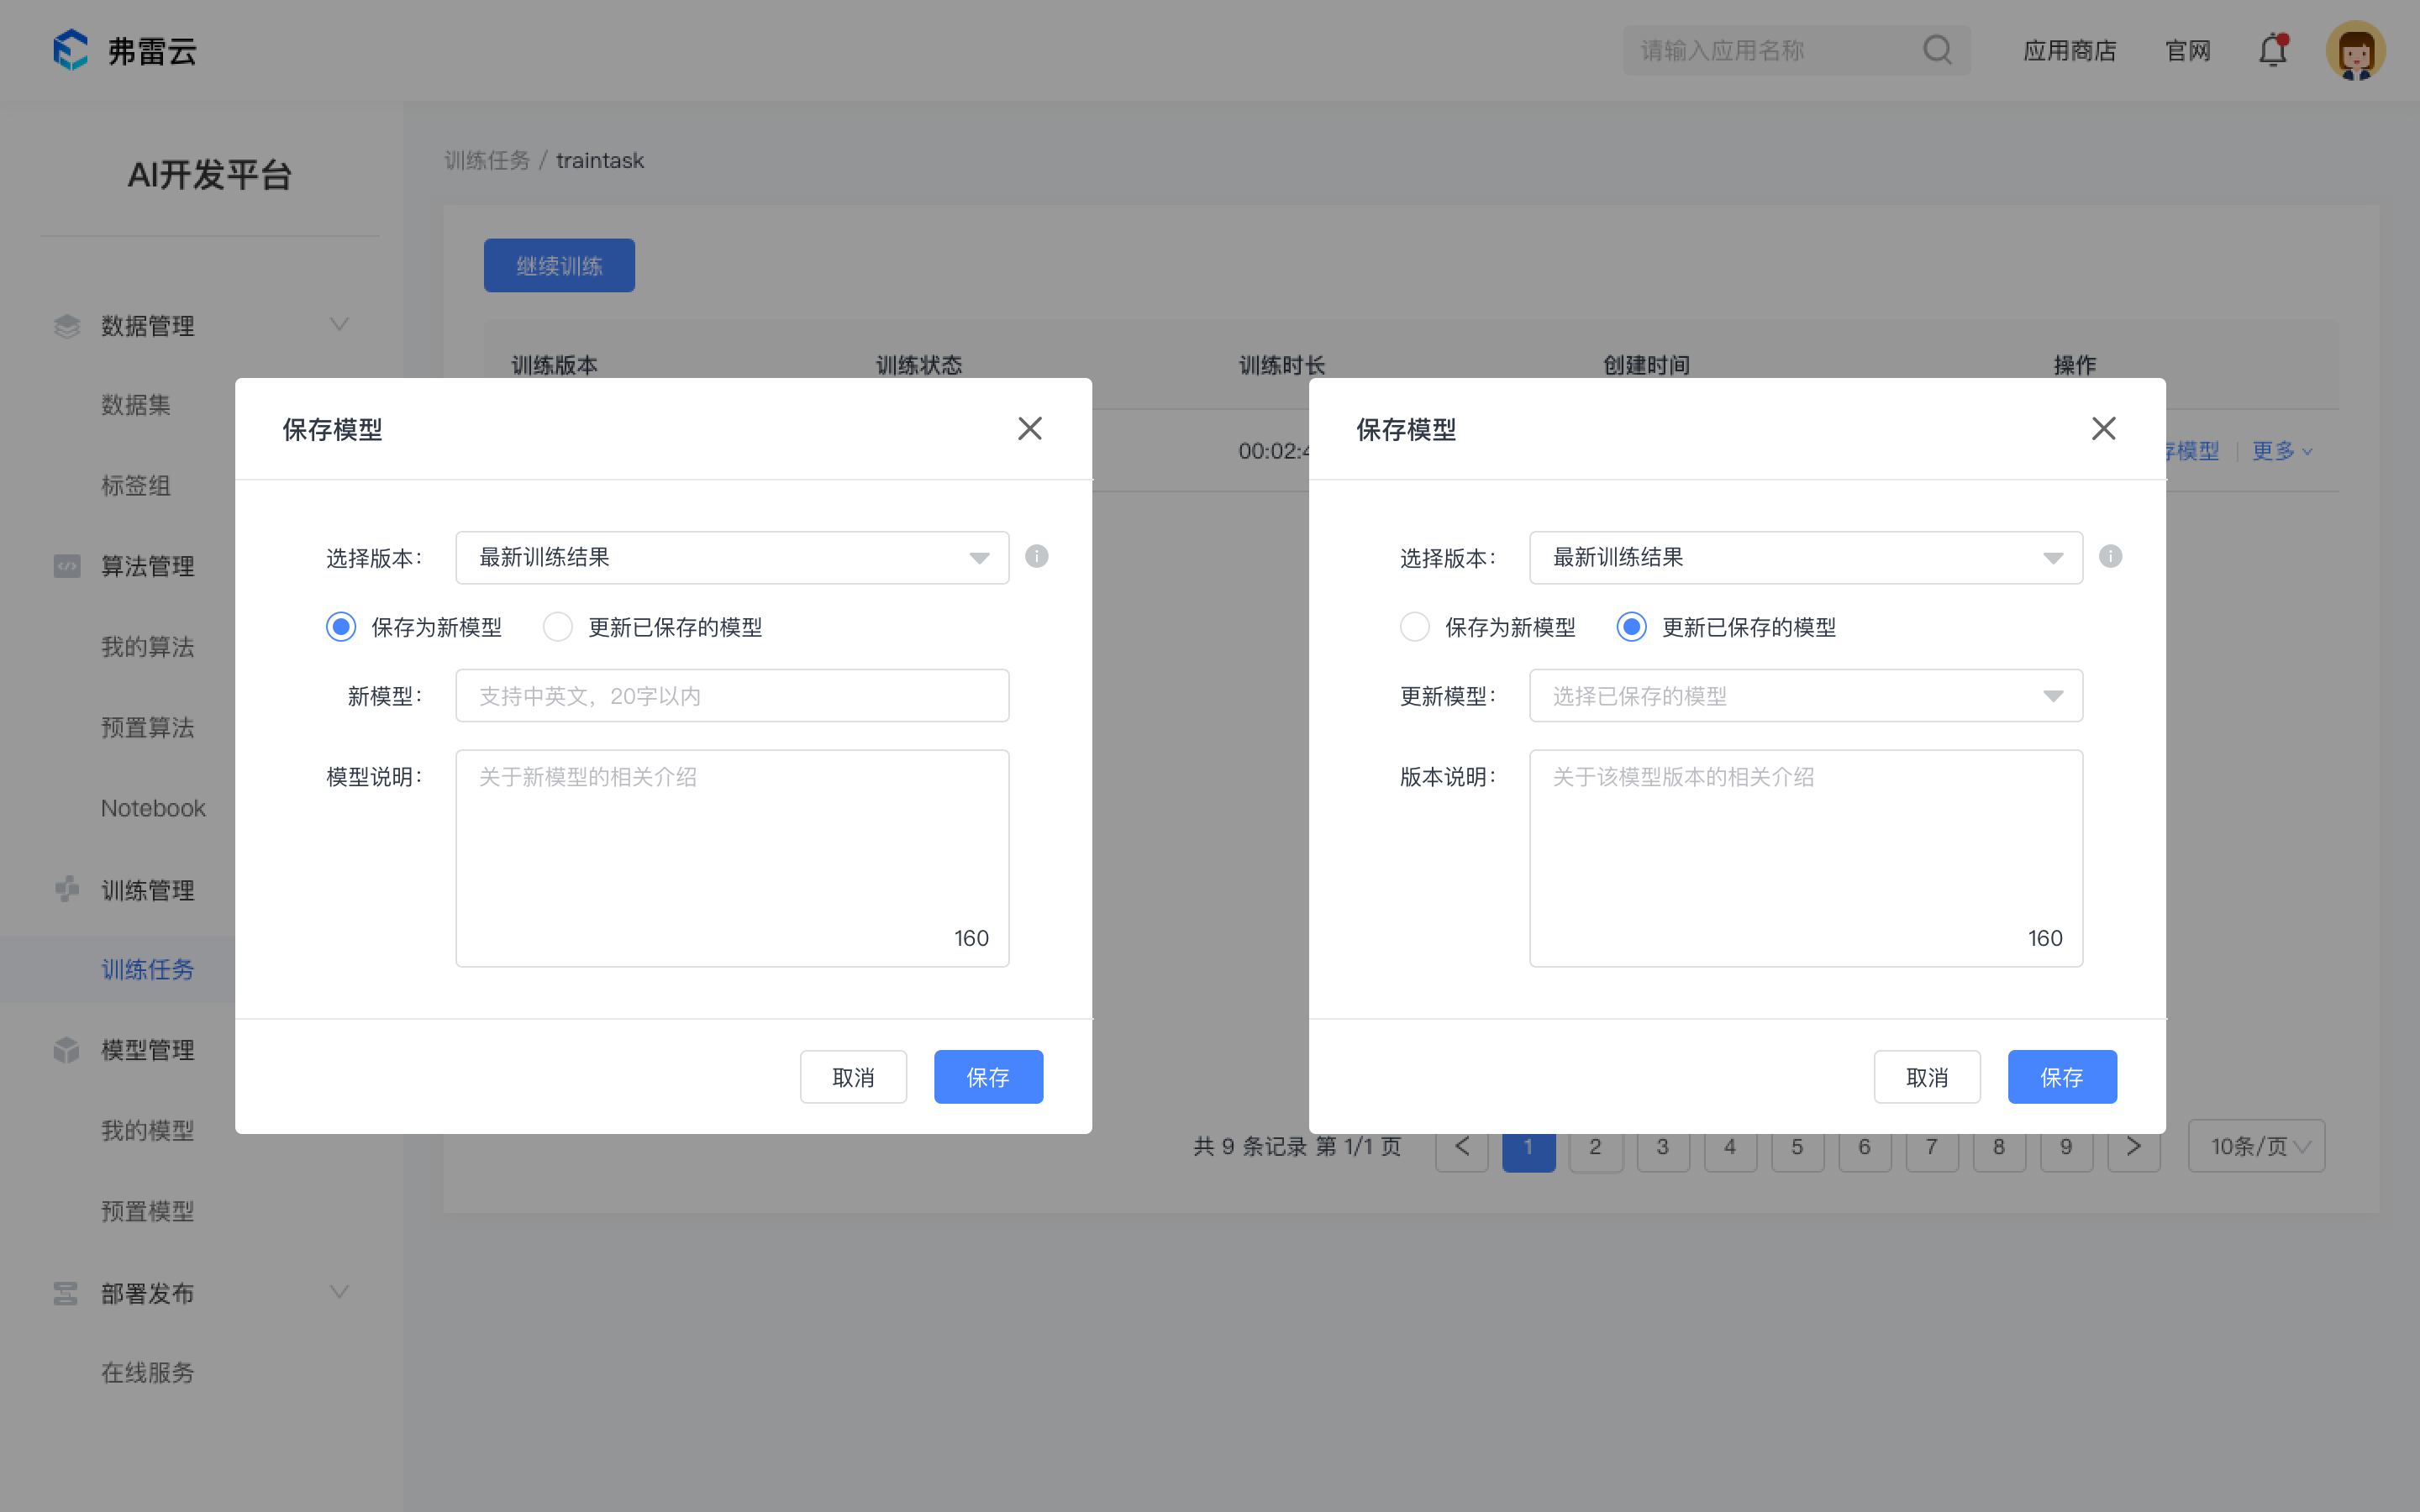 弗雷云
请输入应用名称
应用商店
官网
AI开发平台
数据管理
数据集
标签组
算法管理
我的算法
预置算法
Notebook
训练管理
训练任务
模型管理
我的模型
预置模型
部署发布
在线服务
训练任务 / traintask
继续训练
训练版本 训练状态 训练时长 创建时间 操作
00:02: 模型 更多
保存模型
选择版本： 最新训练结果
保存为新模型 更新已保存的模型
新模型： 支持中英文，20字以内
模型说明： 关于新模型的相关介绍
160
取消 保存
保存模型
选择版本： 最新训练结果
保存为新模型 更新已保存的模型
更新模型： 选择已保存的模型
版本说明： 关于该模型版本的相关介绍
160
取消 保存
共 9 条记录 第 1/1 页 < 1 2 3 4 5 6 7 8 9 > 10条/页